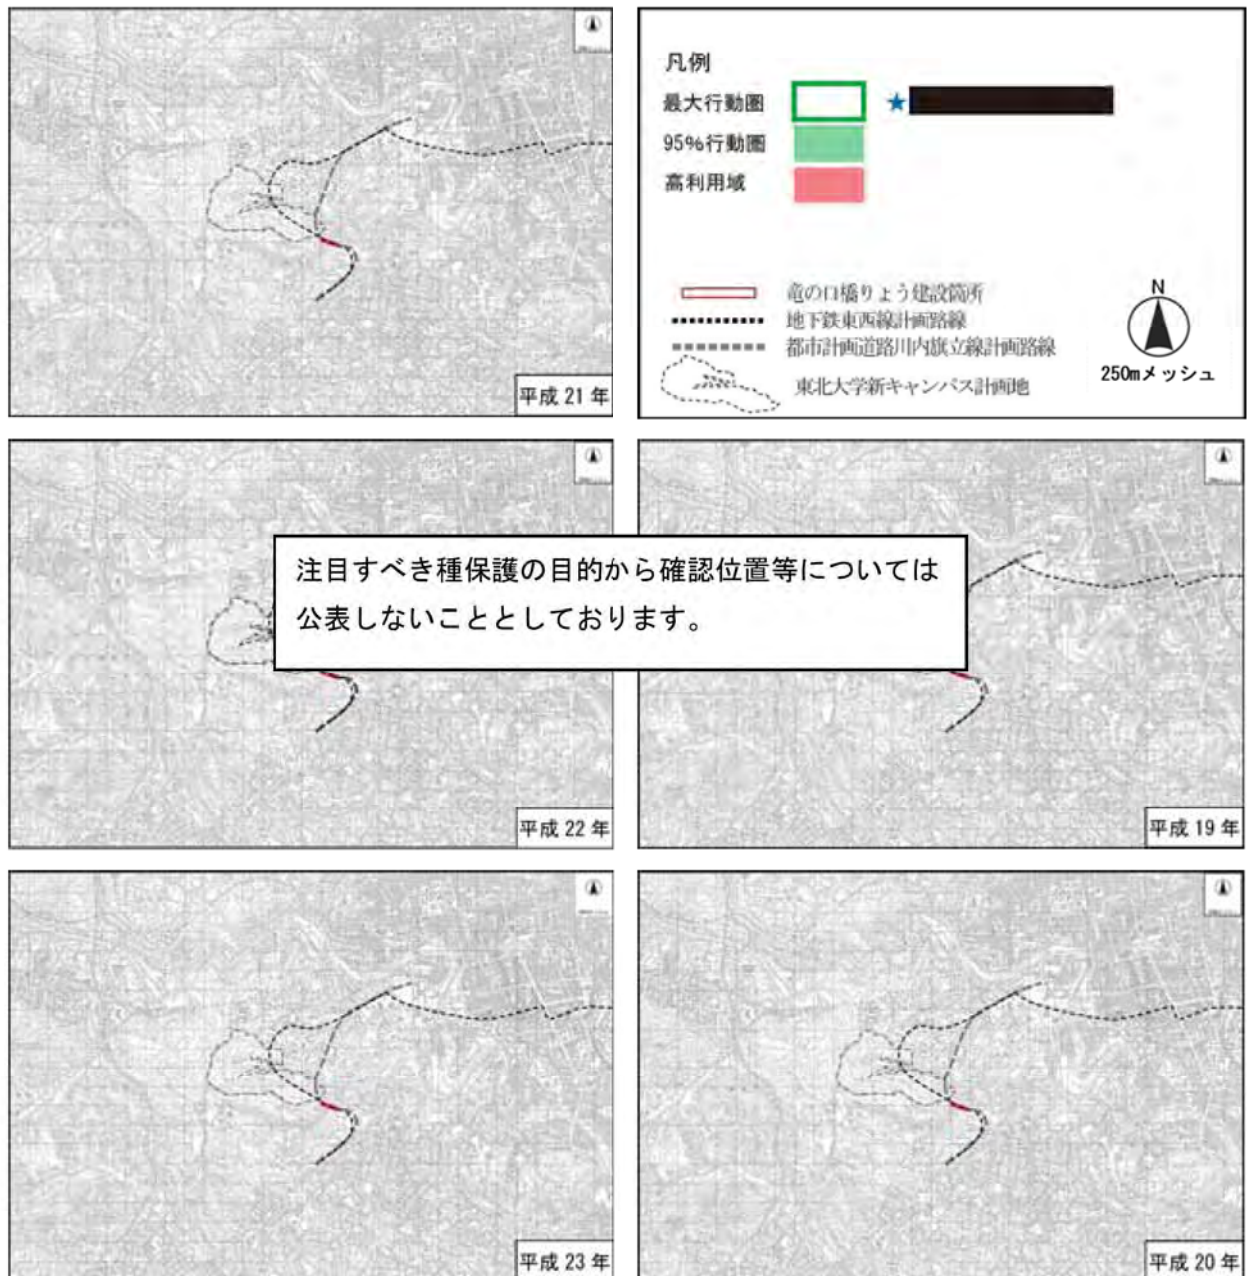 平成 21 年
凡例
最大行動圏
★
95%行動圏
高利用域
竜の口橋りょう建設箇所
地下鉄東西線計画路線
都市計画道路川内旗立線計画路線
東北大学新キャンパス計画地
N
250mメッシュ
注目すべき種保護の目的から確認位置等については
公表しないこととしております。
平成 22 年
平成 19 年
平成 23 年
平成 20 年